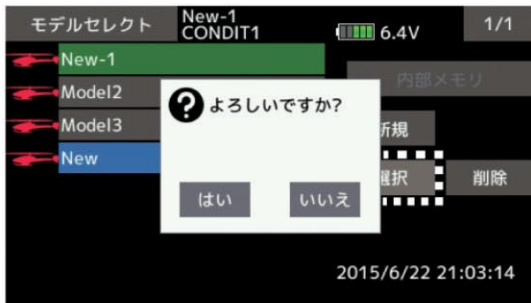 モデルセレクト
New-1
CONDIT1
6.4V
1/1
New-1
Model2
内部メモリ
Model3
よろしいですか?
新規
New
選択
削除
はい
いいえ
2015/6/22 21:03:14